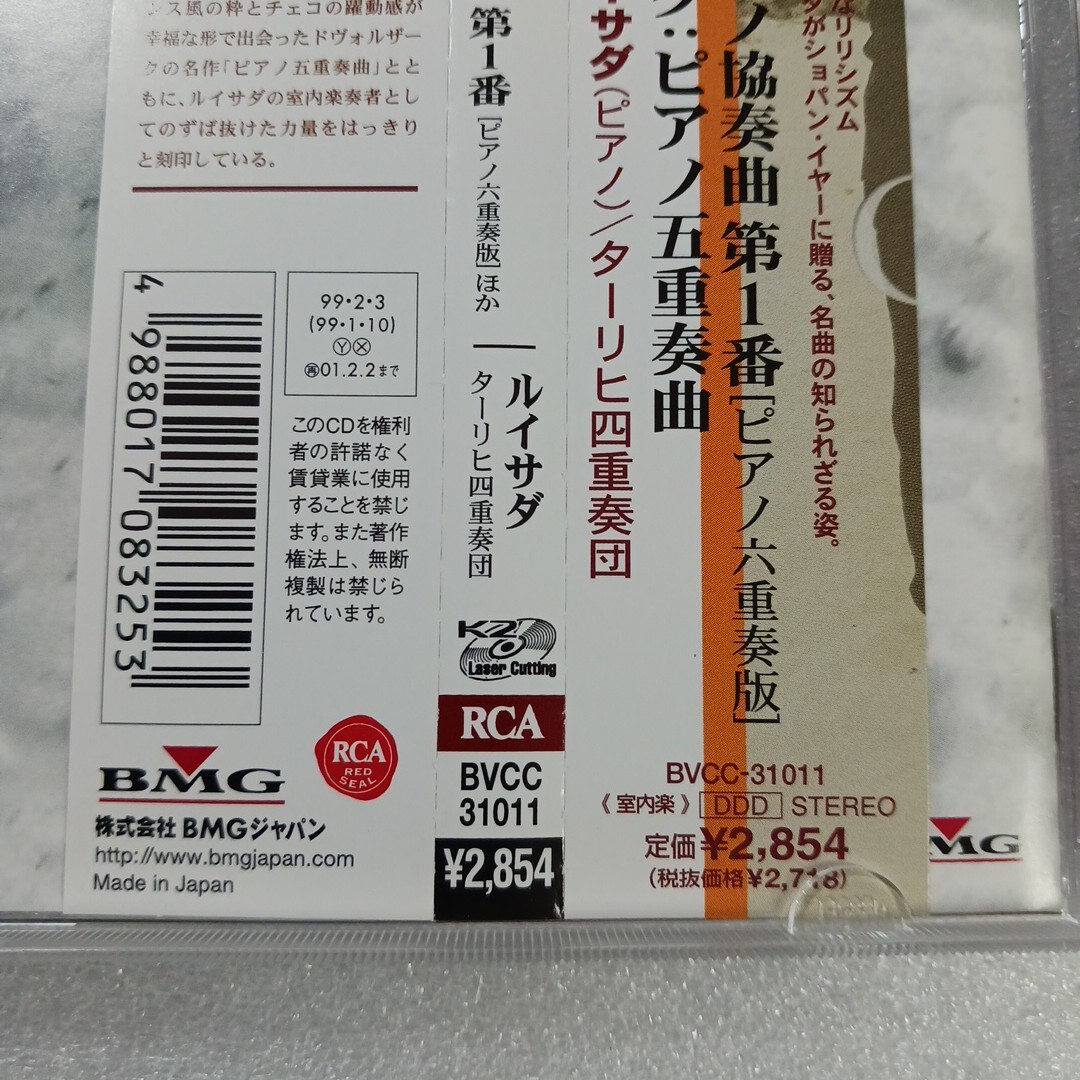 ンス風の粋とチェコの躍動感が
幸福な形で出会ったドヴォルザー
クの名作「ピアノ五重奏曲」とと
もに、ルイサダの室内楽奏者とし
てのずば抜けた力量をはっきり
と刻印している。
4 988017 083253
99・2・3
(99・1・10)
Ⓨ Ⓧ
再01.2.2まで
このCDを権利
者の許諾なく
賃貸業に使用
することを禁じ
ます。また著作
権法上、無断
複製は禁じら
れています。
BMG
RCA
RED
SEAL
株式会社 BMGジャパン
http://www.bmgjapan.com
Made in Japan
第1番[ピアノ六重奏版]ほか
ルイサダ
ターリヒ四重奏団
K2
Laser Cutting
RCA
BVCC
31011
¥2,854
なリリシズム
ダがショパン・イヤーに贈る、名曲の知られざる姿。
ノ協奏曲 第1番[ピアノ六重奏版]
ク:ピアノ五重奏曲
イサダ(ピアノ)/ターリヒ四重奏団
BVCC-31011
《室内楽》 DDD STEREO
定価¥2,854
(税抜価格¥2,718)
MG